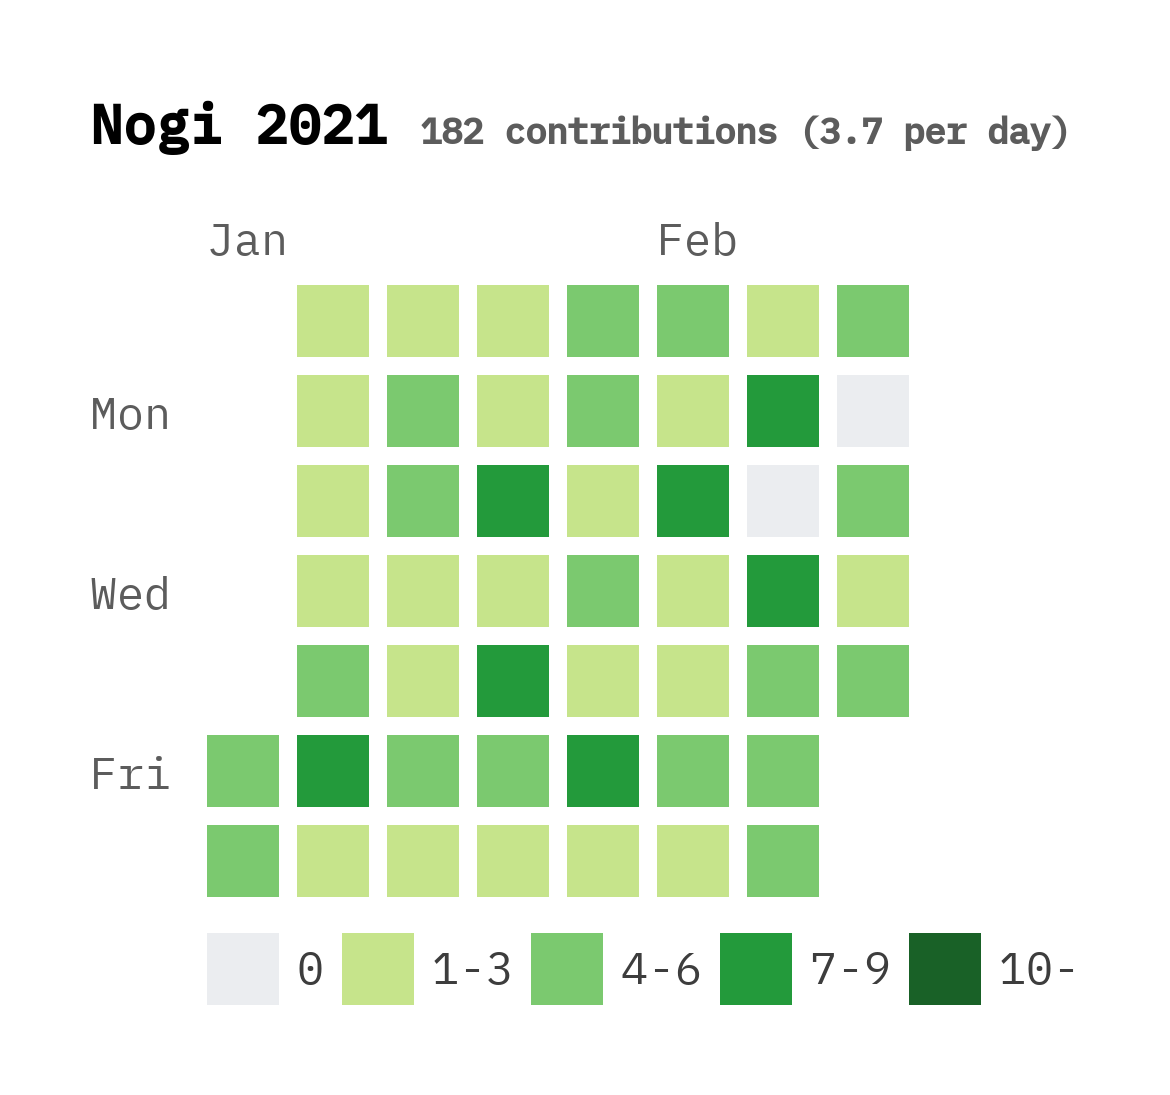 Nogi 2021 182 contributions (3.7 per day)
Jan Feb
Mon
Wed
Fri
0 1-3 4-6 7-9 10-